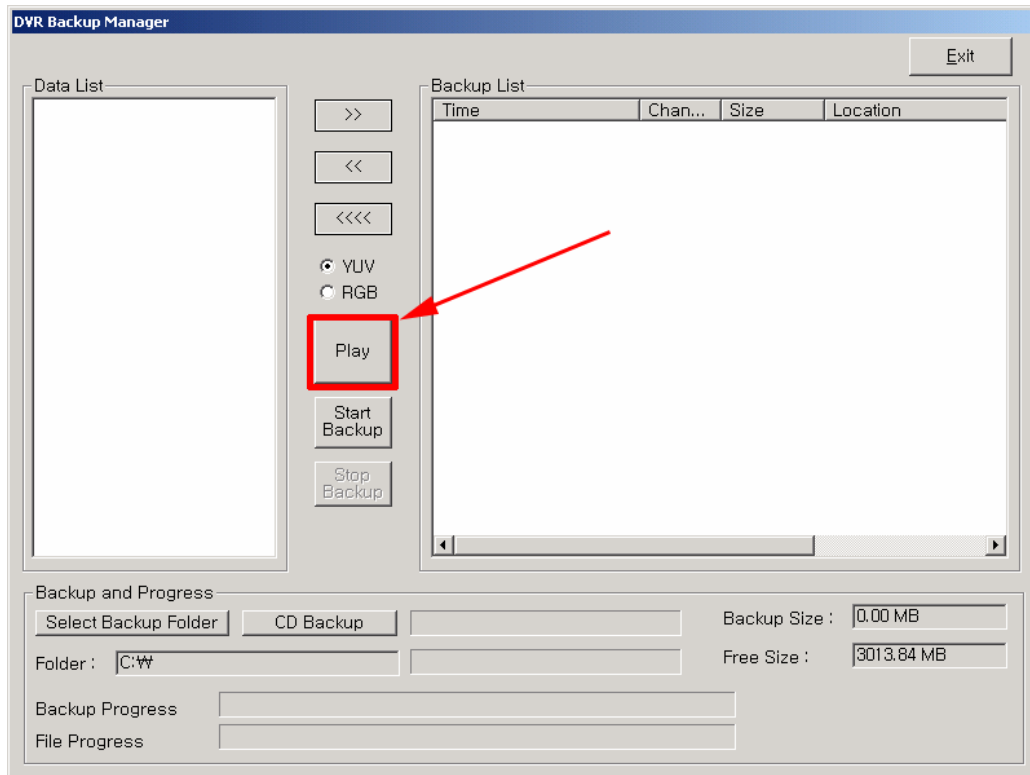 DVR Backup Manager
Exit
Data List
Backup List
Time Chan... Size Location
>>
<<
<<<<
YUV
RGB
Play
Start
Backup
Stop
Backup
Backup and Progress
Select Backup Folder CD Backup
Backup Size : 0.00 MB
Folder : C:₩
Free Size : 3013.84 MB
Backup Progress
File Progress